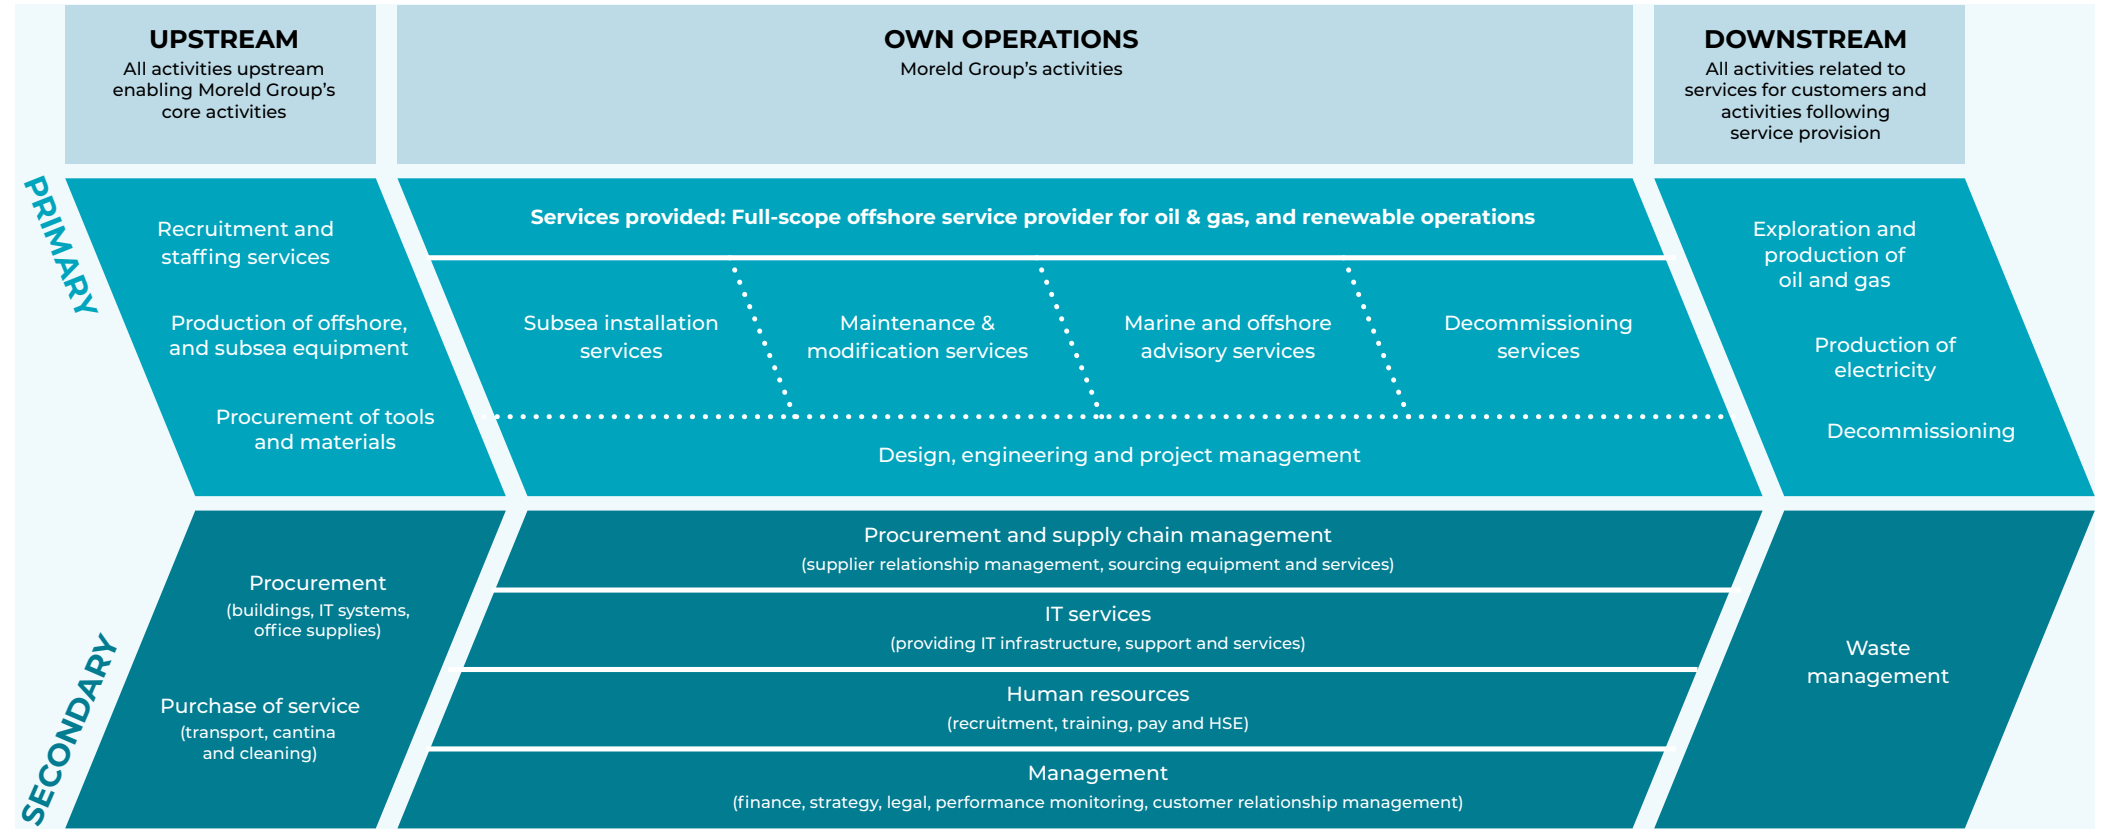 UPSTREAM
All activities upstream
enabling Moreld Group's
core activities
OWN OPERATIONS
Moreld Group's activities
DOWNSTREAM
All activities related to
services for customers and
activities following
service provision
PRIMARY
Recruitment and
staffing services
Production of offshore,
and subsea equipment
Procurement of tools
and materials
Services provided: Full-scope offshore service provider for oil & gas, and renewable operations
Subsea installation
services
Maintenance &
modification services
Marine and offshore
advisory services
Decommissioning
services
Design, engineering and project management
Exploration and
production of
oil and gas
Production of
electricity
Decommissioning
SECONDARY
Procurement
(buildings, IT systems,
office supplies)
Purchase of service
(transport, cantina
and cleaning)
Procurement and supply chain management
(supplier relationship management, sourcing equipment and services)
IT services
(providing IT infrastructure, support and services)
Human resources
(recruitment, training, pay and HSE)
Management
(finance, strategy, legal, performance monitoring, customer relationship management)
Waste
management